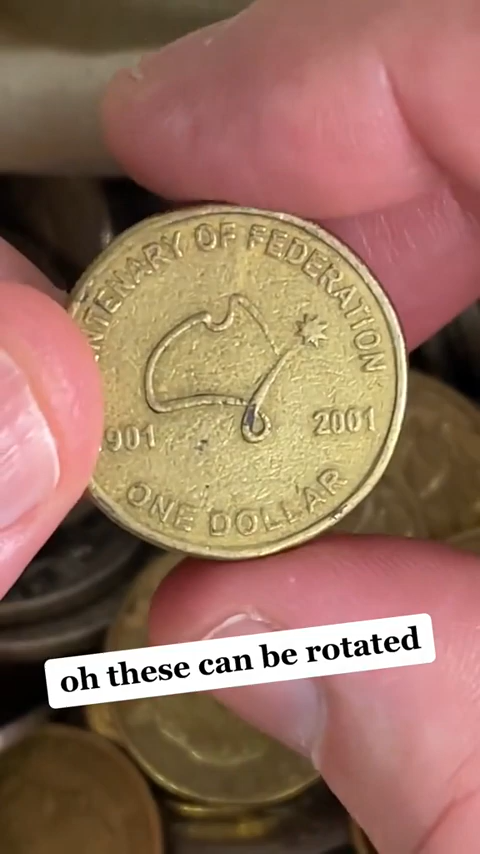 CENTENARY OF FEDERATION
1901
2001
ONE DOLLAR
oh these can be rotated